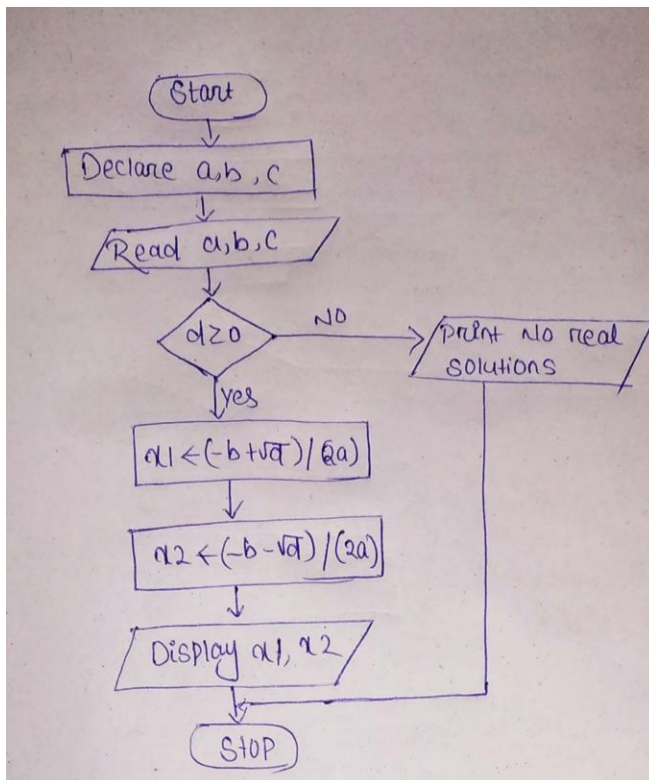 Start
Declare a,b,c
Read a,b,c
d≥0
NO
Print No real
solutions
yes
x1←(-b+√d)/(2a)
x2←(-b-√d)/(2a)
Display x1, x2
STOP